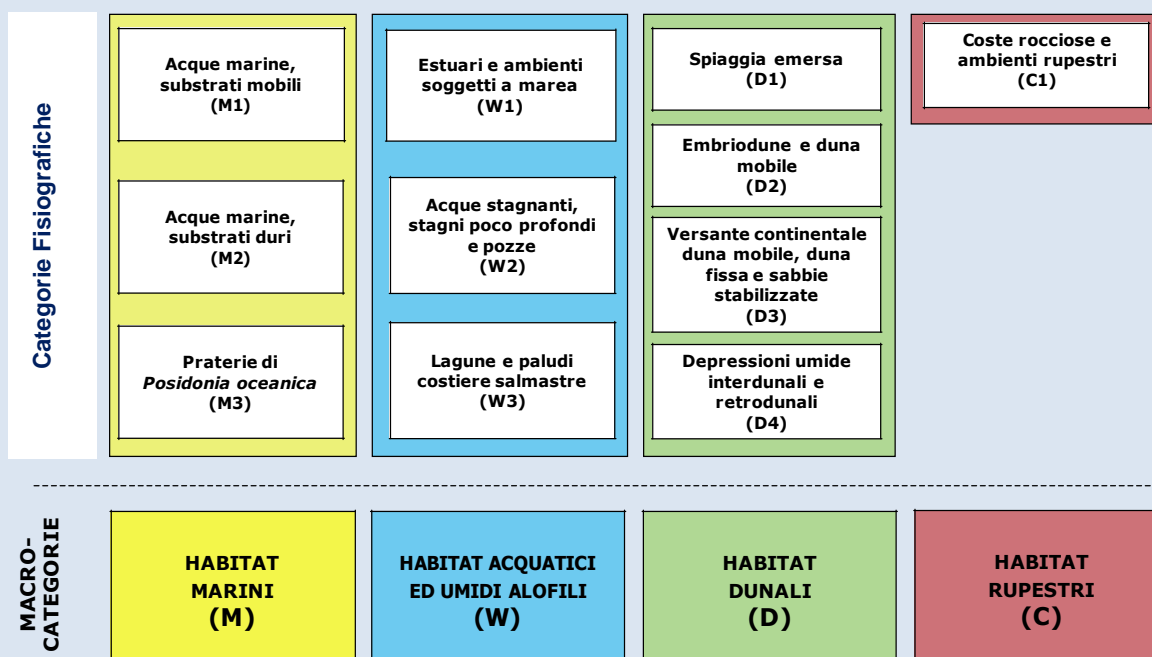 Categorie Fisiografiche
Acque marine,
substrati mobili
(M1)
Acque marine,
substrati duri
(M2)
Praterie di
Posidonia oceanica
(M3)
Estuari e ambienti
soggetti a marea
(W1)
Acque stagnanti,
stagni poco profondi
e pozze
(W2)
Lagune e paludi
costiere salmastre
(W3)
Spiaggia emersa
(D1)
Embriodune e duna
mobile
(D2)
Versante continentale
duna mobile, duna
fissa e sabbie
stabilizzate
(D3)
Depressioni umide
interdunali e
retrodunali
(D4)
Coste rocciose e
ambienti rupestri
(C1)
MACRO-
CATEGORIE
HABITAT
MARINI
(M)
HABITAT ACQUATICI
ED UMIDI ALOFILI
(W)
HABITAT
DUNALI
(D)
HABITAT
RUPESTRI
(C)